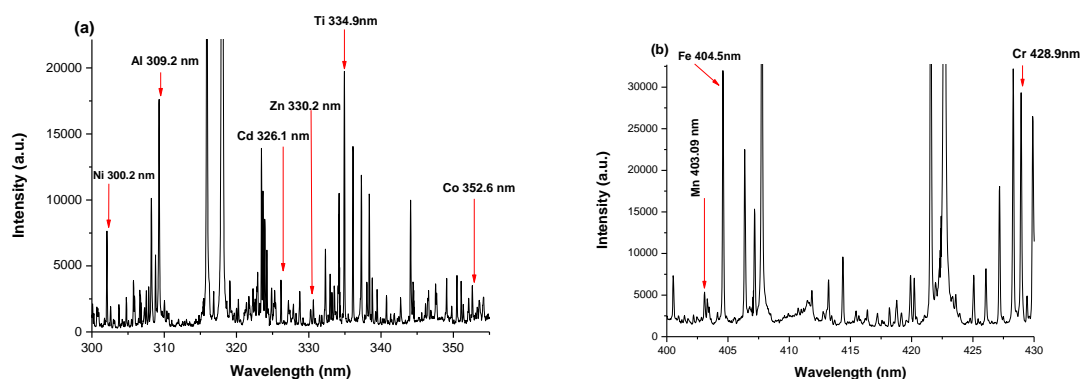 (a)
Ti 334.9nm
Al 309.2 nm
Zn 330.2 nm
Cd 326.1 nm
Ni 300.2 nm
Co 352.6 nm
Intensity (a.u.)
20000
15000
10000
5000
0
300 310 320 330 340 350
Wavelength (nm)
(b)
Fe 404.5nm
Cr 428.9nm
Mn 403.09 nm
Intensity (a.u.)
30000
25000
20000
15000
10000
5000
0
400 405 410 415 420 425 430
Wavelength (nm)